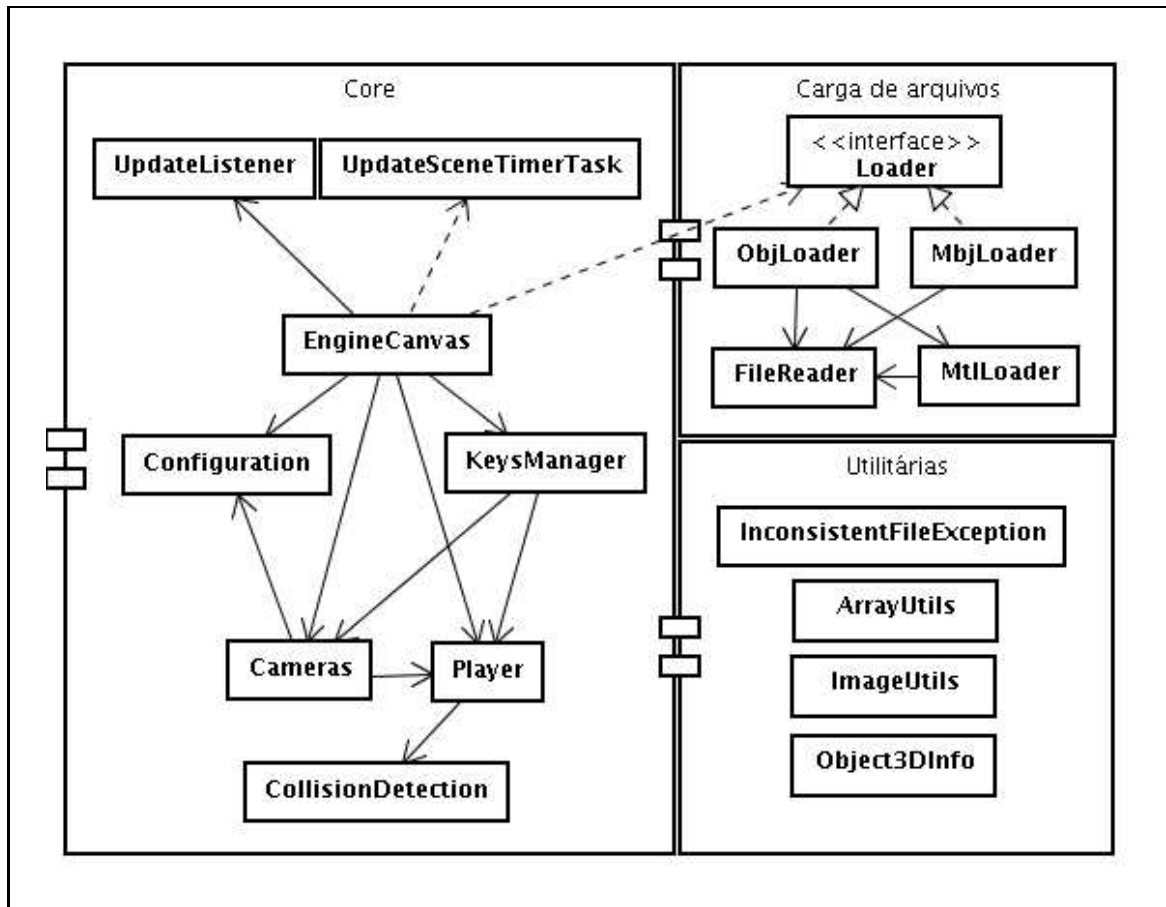 Core
UpdateListener
UpdateSceneTimerTask
EngineCanvas
Configuration
KeysManager
Cameras
Player
CollisionDetection
Carga de arquivos
<<interface>>
Loader
ObjLoader
MbjLoader
FileReader
MtlLoader
Utilitárias
InconsistentFileException
ArrayUtils
ImageUtils
Object3DInfo